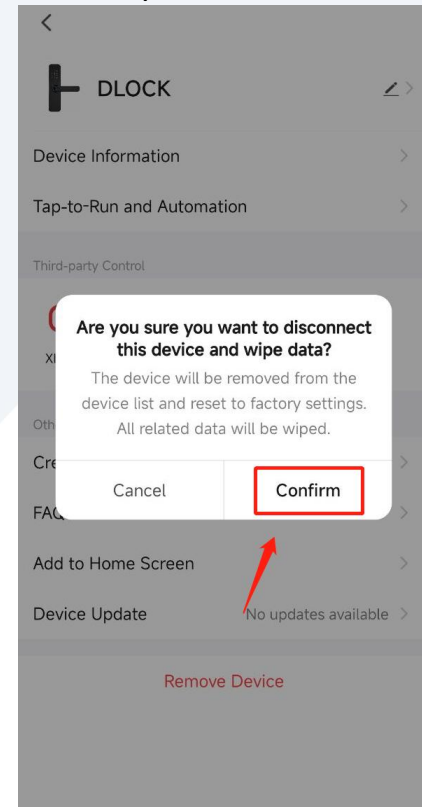 DLOCK
Device Information
Tap-to-Run and Automation
Third-party Control
Are you sure you want to disconnect
this device and wipe data?
The device will be removed from the
device list and reset to factory settings.
All related data will be wiped.
Cancel
Confirm
Add to Home Screen
Device Update
No updates available
Remove Device